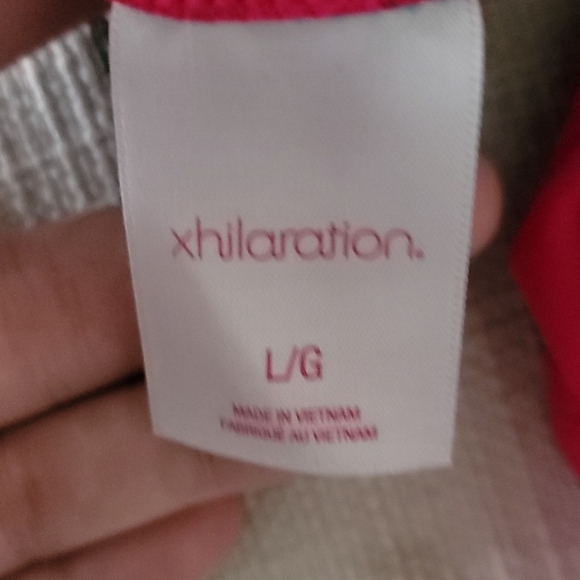 xhilaration.
L/G
MADE IN VIETNAM
FABRIQUÉ AU VIETNAM